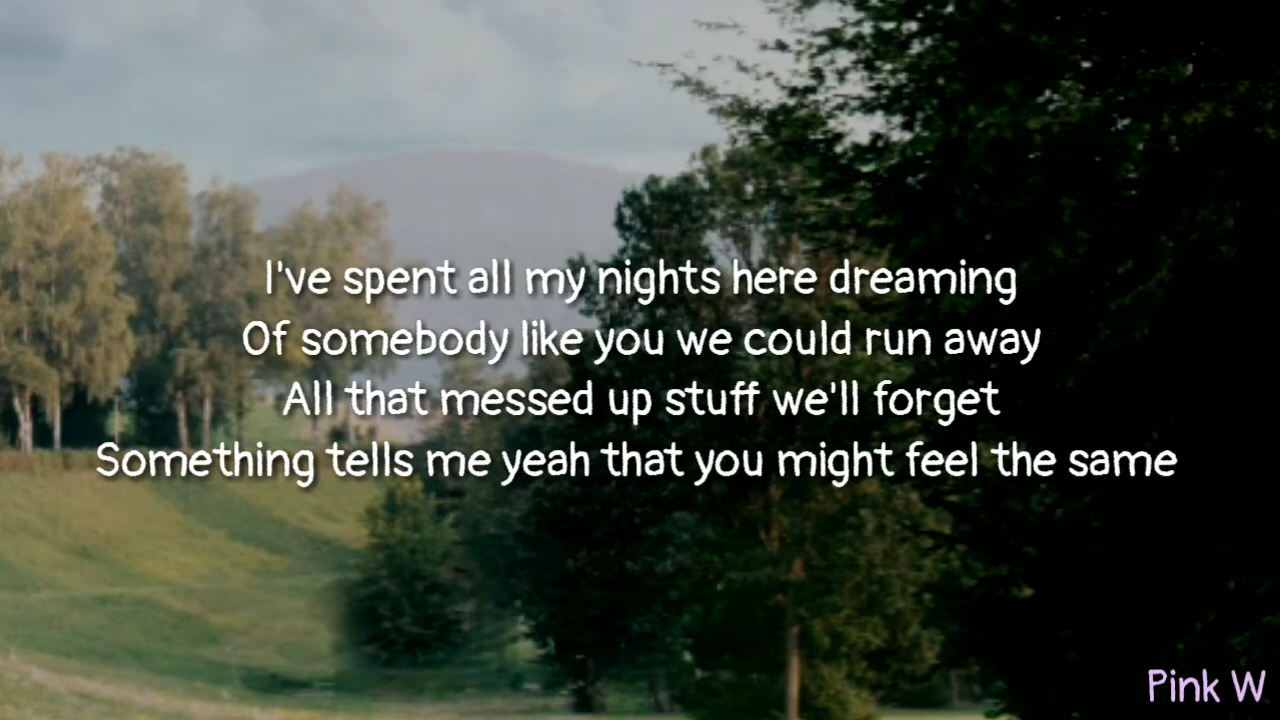 I've spent all my nights here dreaming
Of somebody like you we could run away
All that messed up stuff we'll forget
Something tells me yeah that you might feel the same
Pink W